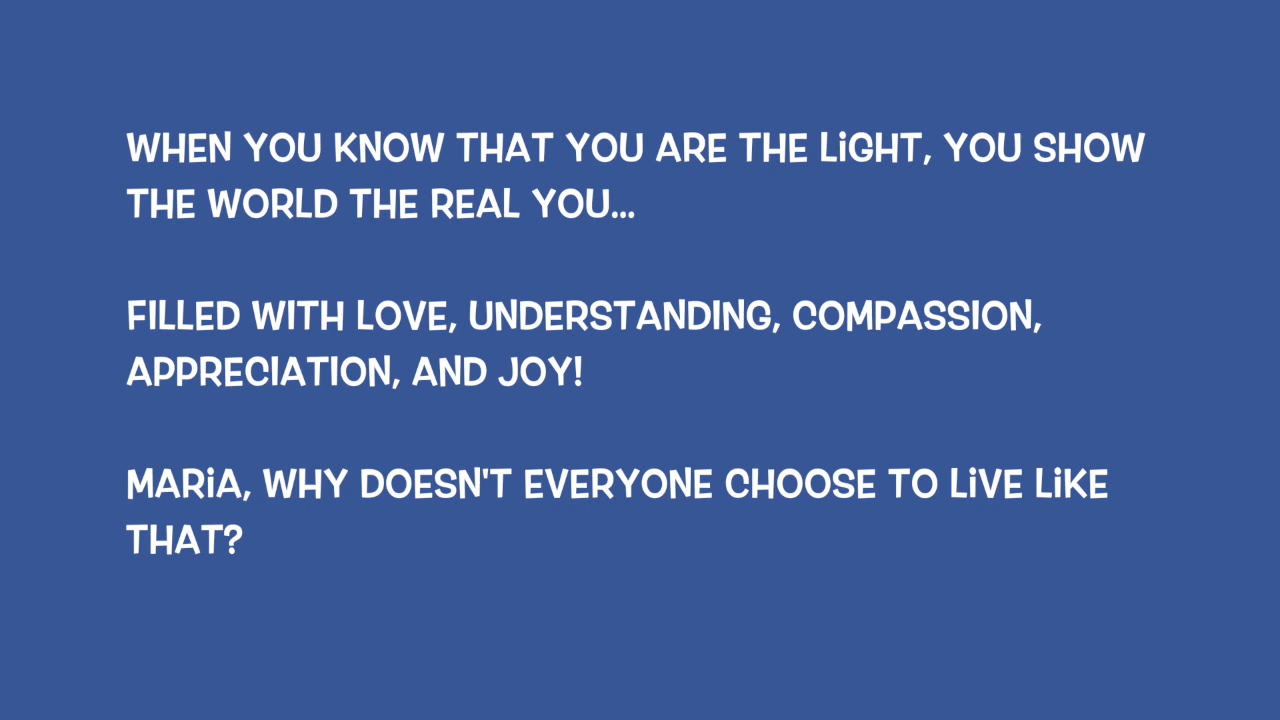 WHEN YOU KNOW THAT YOU ARE THE LiGHT, YOU SHOW
THE WORLD THE REAL YOU...
FILLED WITH LOVE, UNDERSTANDING, COMPASSION,
APPRECIATION, AND JOY!
MARiA, WHY DOESN'T EVERYONE CHOOSE TO LiVE LiKE
THAT?